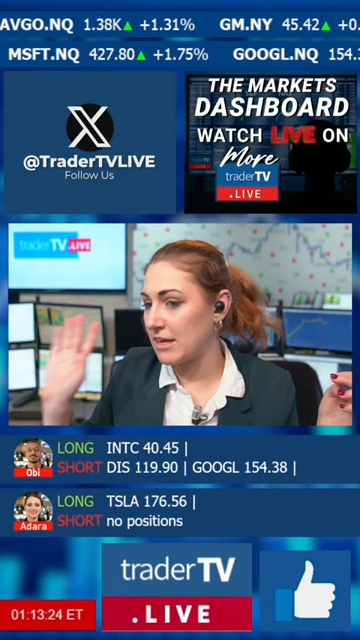 AVGO.NQ 1.38K▲ +1.31% GM.NY 45.42▲ +0.
MSFT.NQ 427.80▲ +1.75% GOOGL.NQ 154.3
@TraderTVLIVE
Follow Us
THE MARKETS
DASHBOARD
WATCH LIVE ON
More
traderTV
.LIVE
traderTV.LIVE
LONG INTC 40.45 |
SHORT DIS 119.90 | GOOGL 154.38 |
Obi
LONG TSLA 176.56 |
SHORT no positions
Adara
01:13:24 ET
traderTV
.LIVE